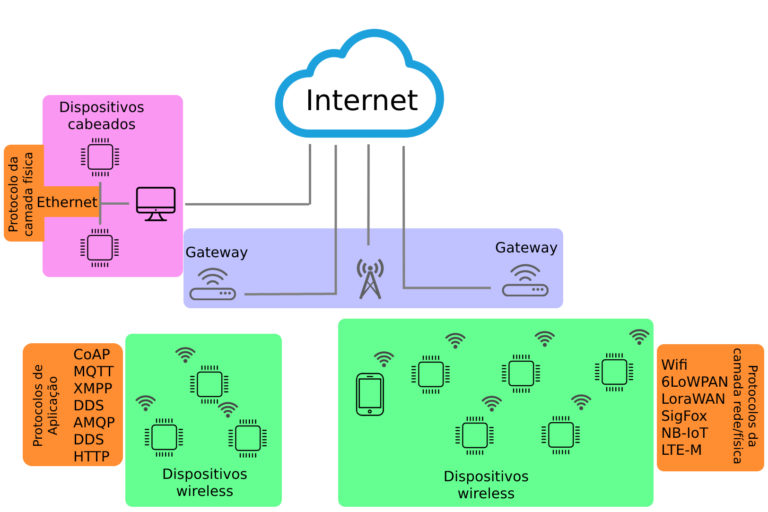 Internet
Dispositivos
cabeados
Protocolo da
camada física
Ethernet
Gateway
Gateway
Protocolos de
Aplicação
CoAP
MQTT
XMPP
DDS
AMQP
DDS
HTTP
Dispositivos
wireless
Dispositivos
wireless
Wifi
6LoWPAN
LoraWAN
SigFox
NB-IoT
LTE-M
Protocolos da
camada rede/física